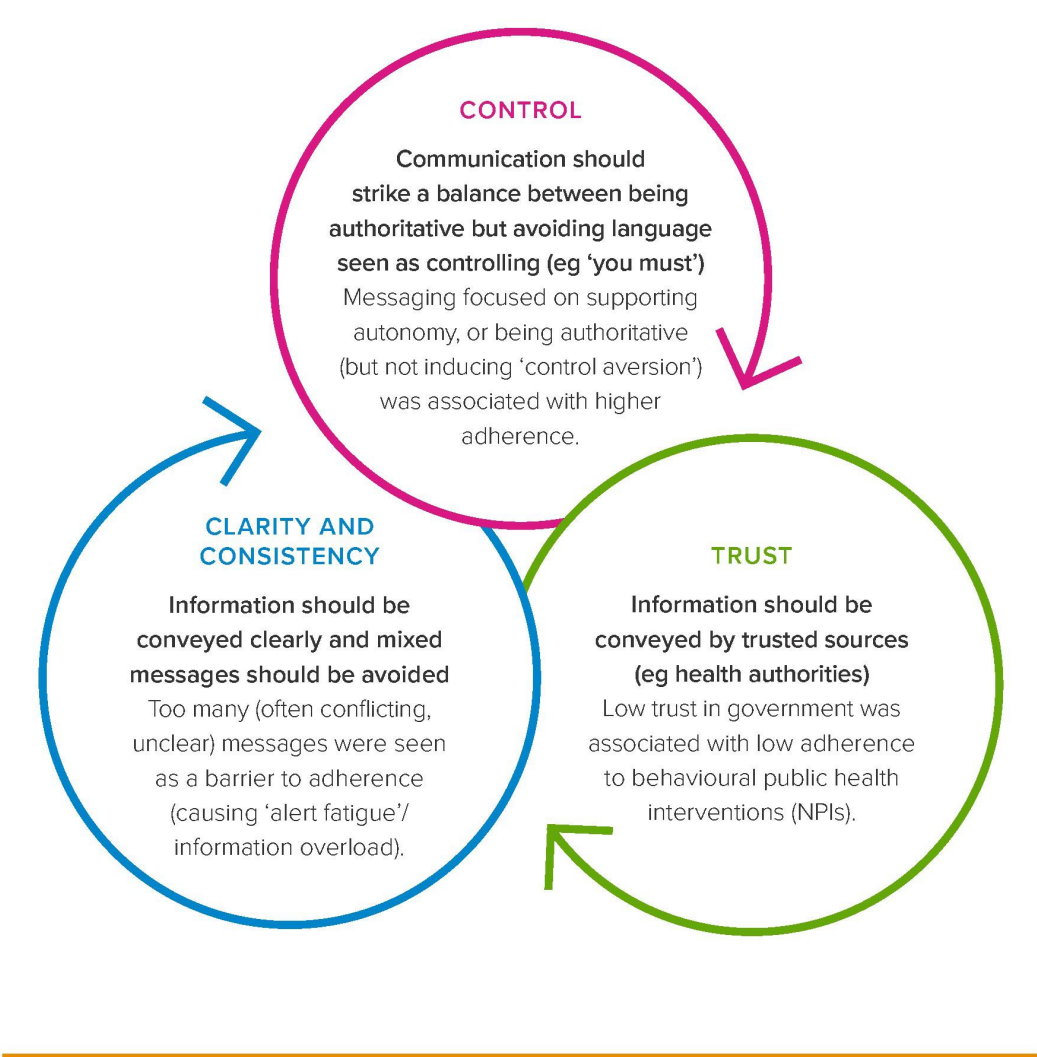 CONTROL
Communication should
strike a balance between being
authoritative but avoiding language
seen as controlling (eg ‘you must’)
Messaging focused on supporting
autonomy, or being authoritative
(but not inducing ‘control aversion’)
was associated with higher
adherence.
CLARITY AND
CONSISTENCY
Information should be
conveyed clearly and mixed
messages should be avoided
Too many (often conflicting,
unclear) messages were seen
as a barrier to adherence
(causing ‘alert fatigue’/
information overload).
TRUST
Information should be
conveyed by trusted sources
(eg health authorities)
Low trust in government was
associated with low adherence
to behavioural public health
interventions (NPIs).